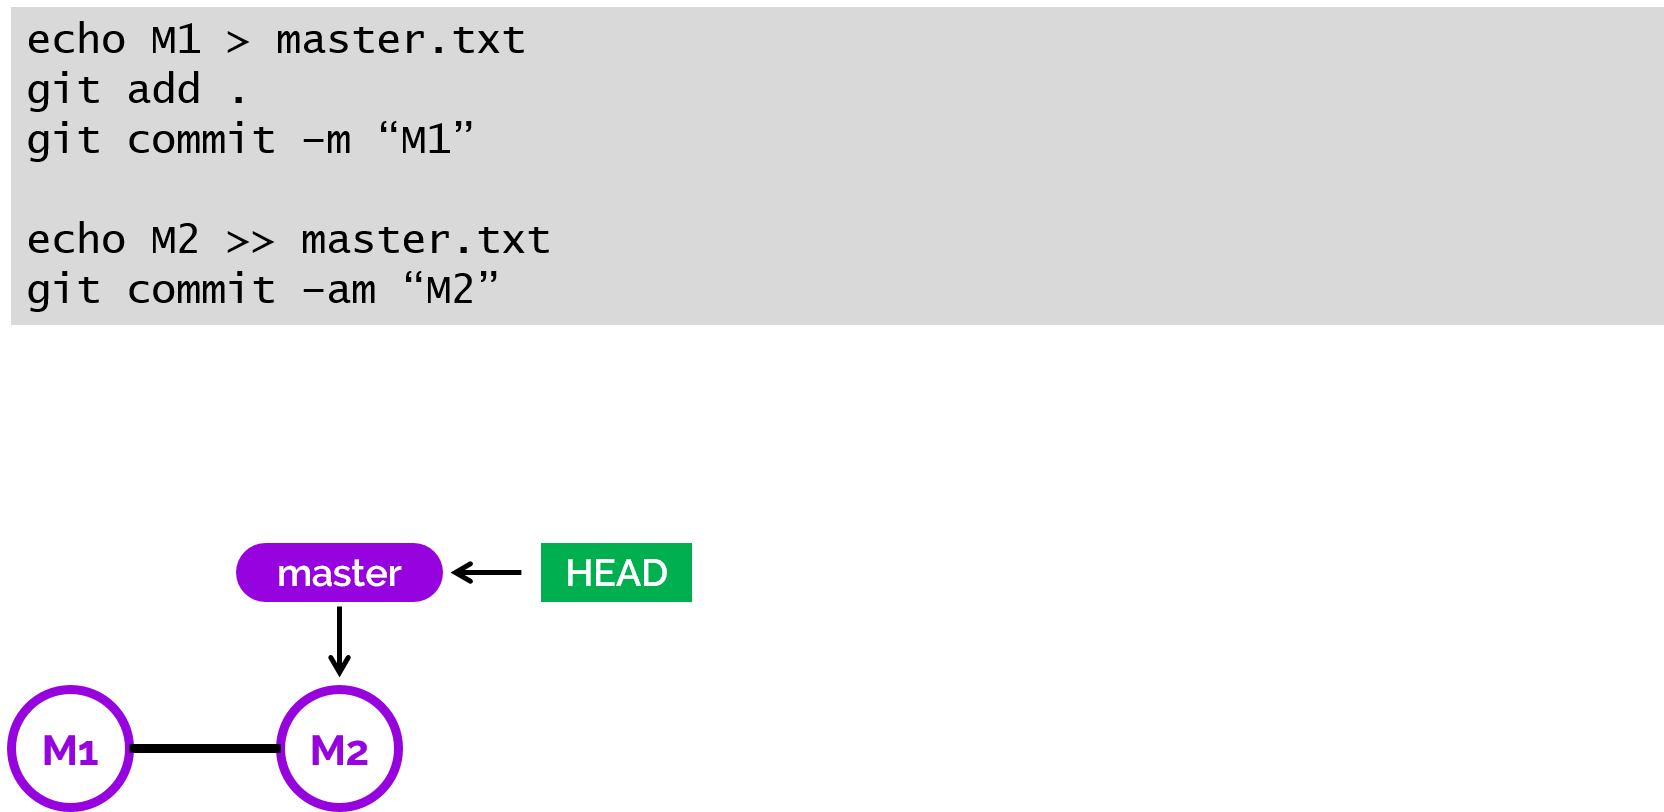 echo M1 > master.txt
git add .
git commit –m “M1”
echo M2 >> master.txt
git commit –am “M2”
master
HEAD
M1
M2